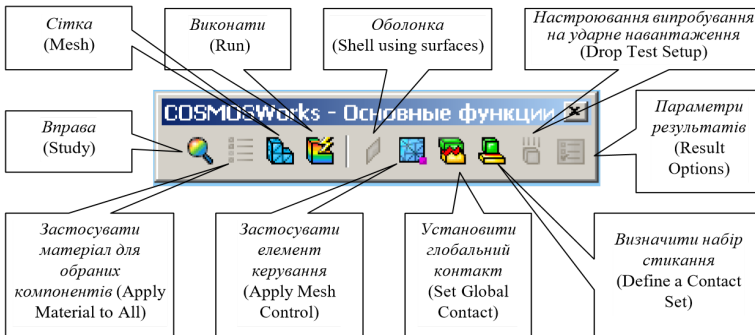 Сітка
(Mesh)
Виконати
(Run)
Оболонка
(Shell using surfaces)
Настроювання випробування
на ударне навантаження
(Drop Test Setup)
Вправа
(Study)
COSMOSWorks - Основные функции
Параметри
результатів
(Result
Options)
Застосувати
матеріал для
обраних
компонентів (Apply
Material to All)
Застосувати
елемент
керування
(Apply Mesh
Control)
Установити
глобальний
контакт
(Set Global
Contact)
Визначити набір
стикання
(Define a Contact
Set)